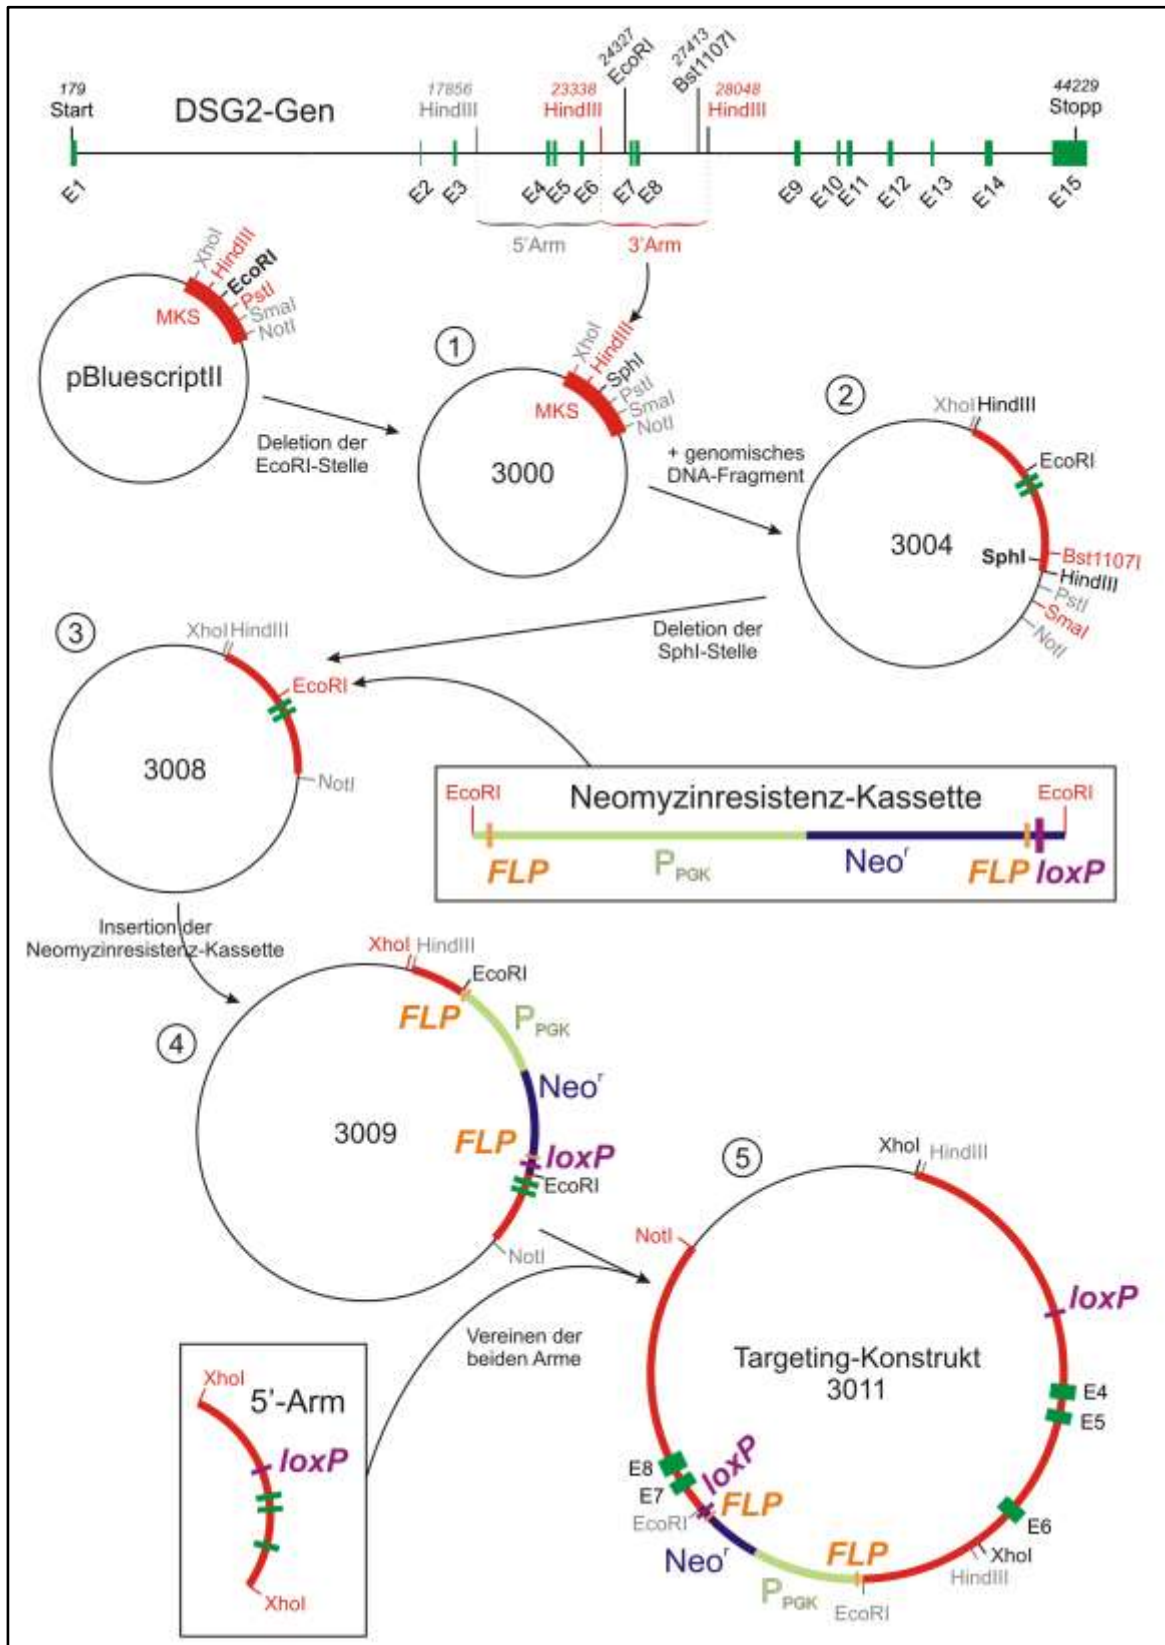 179
Start
DSG2-Gen
17856
HindIII
23338
HindIII
24327
EcoRI
27413
Bst1107I
28048
HindIII
44229
Stopp
E1
E2
E3
E4
E5
E6
E7
E8
E9
E10
E11
E12
E13
E14
E15
5'Arm
3'Arm
XhoI
HindIII
EcoRI
PstI
SmaI
NotI
MKS
pBluescriptII
Deletion der
EcoRI-Stelle
1
XhoI
HindIII
SphI
PstI
SmaI
NotI
MKS
3000
+ genomisches
DNA-Fragment
2
XhoI HindIII
EcoRI
3004
SphI
Bst1107I
HindIII
PstI
SmaI
NotI
Deletion der
SphI-Stelle
3
XhoI HindIII
EcoRI
3008
NotI
Neomyzinresistenz-Kassette
EcoRI
EcoRI
FLP
PPGK
Neor
FLP
loxP
Insertion der
Neomyzinresistenz-Kassette
4
XhoI HindIII
EcoRI
FLP
PPGK
Neor
3009
FLP
loxP
EcoRI
NotI
Vereinen der
beiden Arme
5'-Arm
XhoI
loxP
XhoI
5
XhoI HindIII
NotI
loxP
Targeting-Konstrukt
3011
E4
E5
E6
XhoI
HindIII
E8
E7
loxP
EcoRI
FLP
Neor
PPGK
FLP
EcoRI